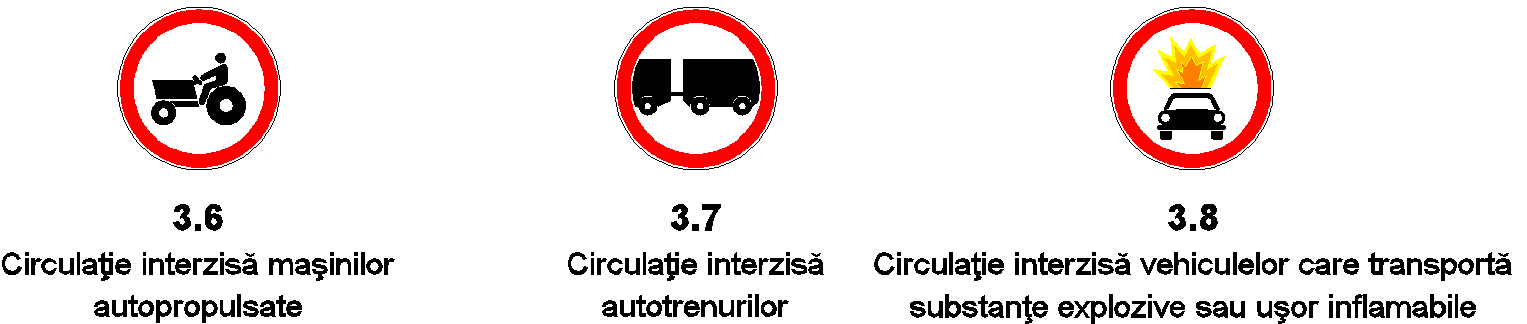 3.6
Circulaţie interzisă maşinilor
autopropulsate
3.7
Circulaţie interzisă
autotrenurilor
3.8
Circulaţie interzisă vehiculelor care transportă
substanţe explozive sau uşor inflamabile